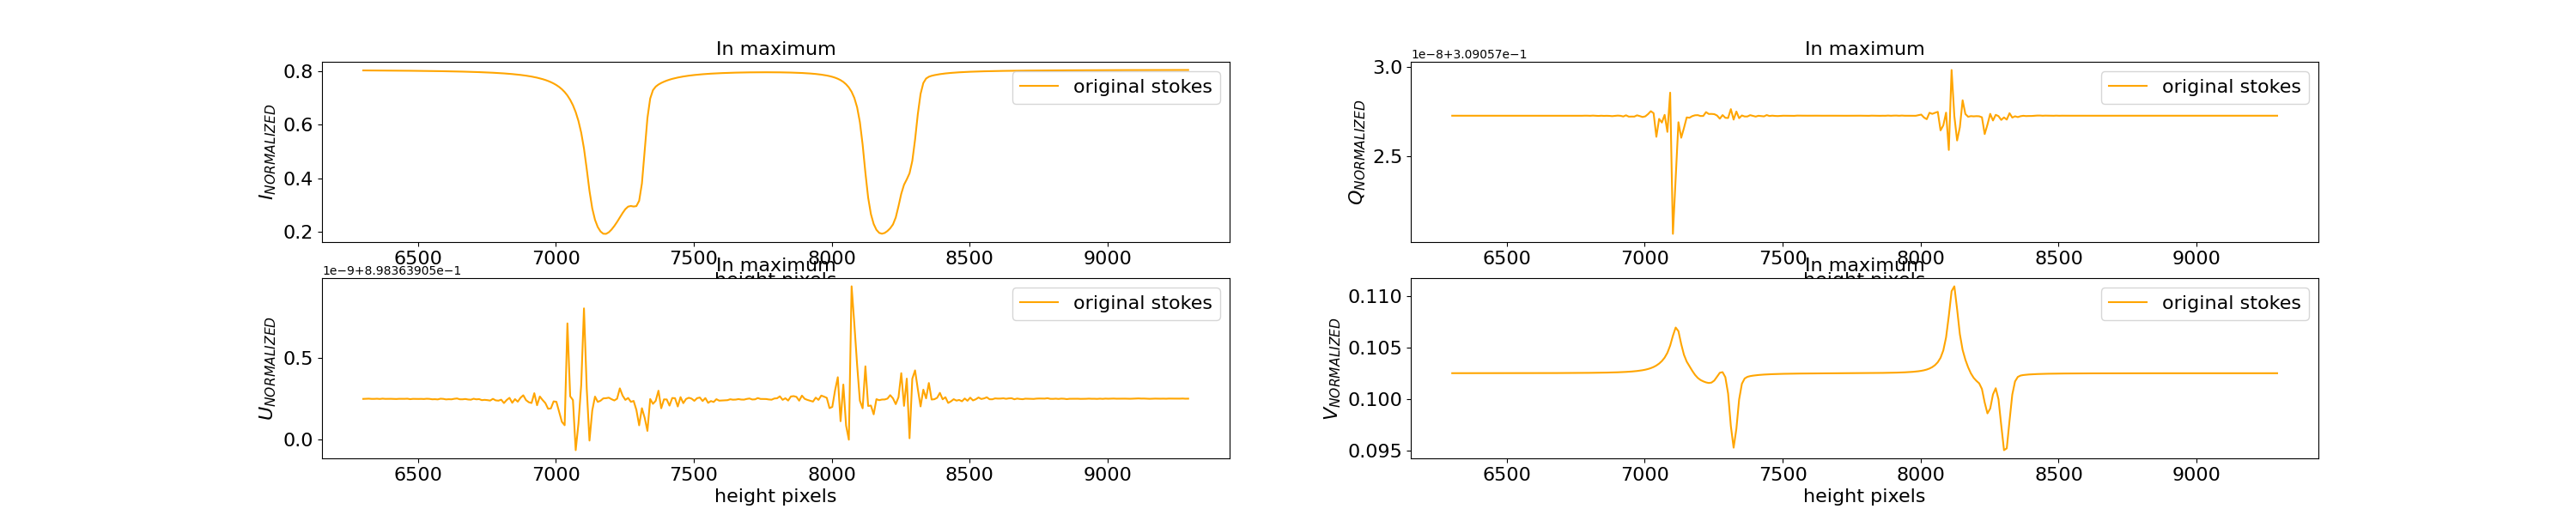 In maximum
I_NORMALIZED
0.8
0.6
0.4
0.2
original stokes
6500 7000 7500 8000 8500 9000
height pixels
In maximum
1e−8+3.09057e−1
Q_NORMALIZED
3.0
2.5
original stokes
6500 7000 7500 8000 8500 9000
height pixels
In maximum
1e−9+8.98363905e−1
U_NORMALIZED
0.5
0.0
original stokes
6500 7000 7500 8000 8500 9000
height pixels
In maximum
V_NORMALIZED
0.110
0.105
0.100
0.095
original stokes
6500 7000 7500 8000 8500 9000
height pixels